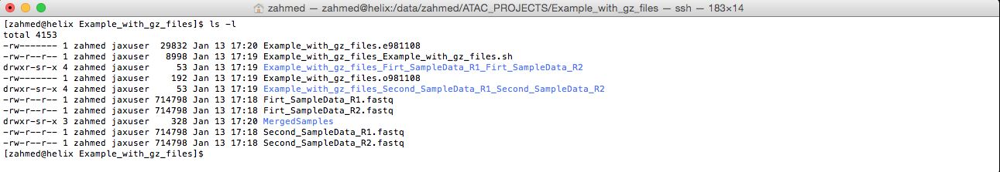 zahmed — zahmed@helix:/data/zahmed/ATAC_PROJECTS/Example_with_gz_files — ssh — 183×14
[zahmed@helix Example_with_gz_files]$ ls -l
total 4153
-rw------- 1 zahmed jaxuser  29832 Jan 13 17:20 Example_with_gz_files.e981108
-rw-r--r-- 1 zahmed jaxuser   8998 Jan 13 17:19 Example_with_gz_files_Example_with_gz_files.sh
drwxr-sr-x 4 zahmed jaxuser     53 Jan 13 17:19 Example_with_gz_files_Firt_SampleData_R1_Firt_SampleData_R2
-rw------- 1 zahmed jaxuser    192 Jan 13 17:19 Example_with_gz_files.o981108
drwxr-sr-x 4 zahmed jaxuser     53 Jan 13 17:19 Example_with_gz_files_Second_SampleData_R1_Second_SampleData_R2
-rw-r--r-- 1 zahmed jaxuser 714798 Jan 13 17:18 Firt_SampleData_R1.fastq
-rw-r--r-- 1 zahmed jaxuser 714798 Jan 13 17:18 Firt_SampleData_R2.fastq
drwxr-sr-x 3 zahmed jaxuser    328 Jan 13 17:20 MergedSamples
-rw-r--r-- 1 zahmed jaxuser 714798 Jan 13 17:18 Second_SampleData_R1.fastq
-rw-r--r-- 1 zahmed jaxuser 714798 Jan 13 17:18 Second_SampleData_R2.fastq
[zahmed@helix Example_with_gz_files]$